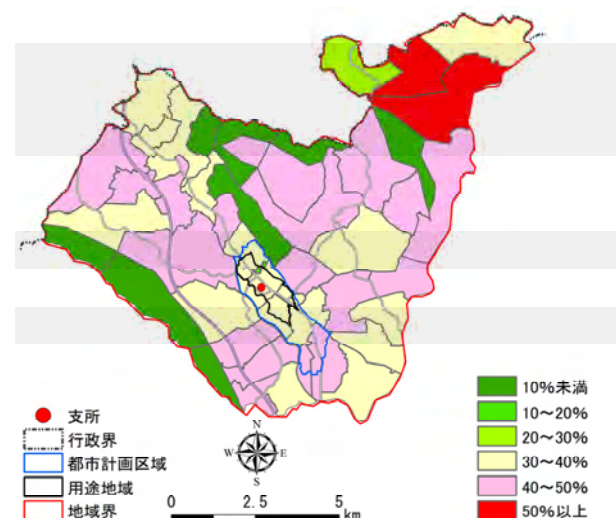 支所
行政界
都市計画区域
用途地域
地域界
N
W
E
S
0
2.5
5
km
10%未満
10～20%
20～30%
30～40%
40～50%
50%以上